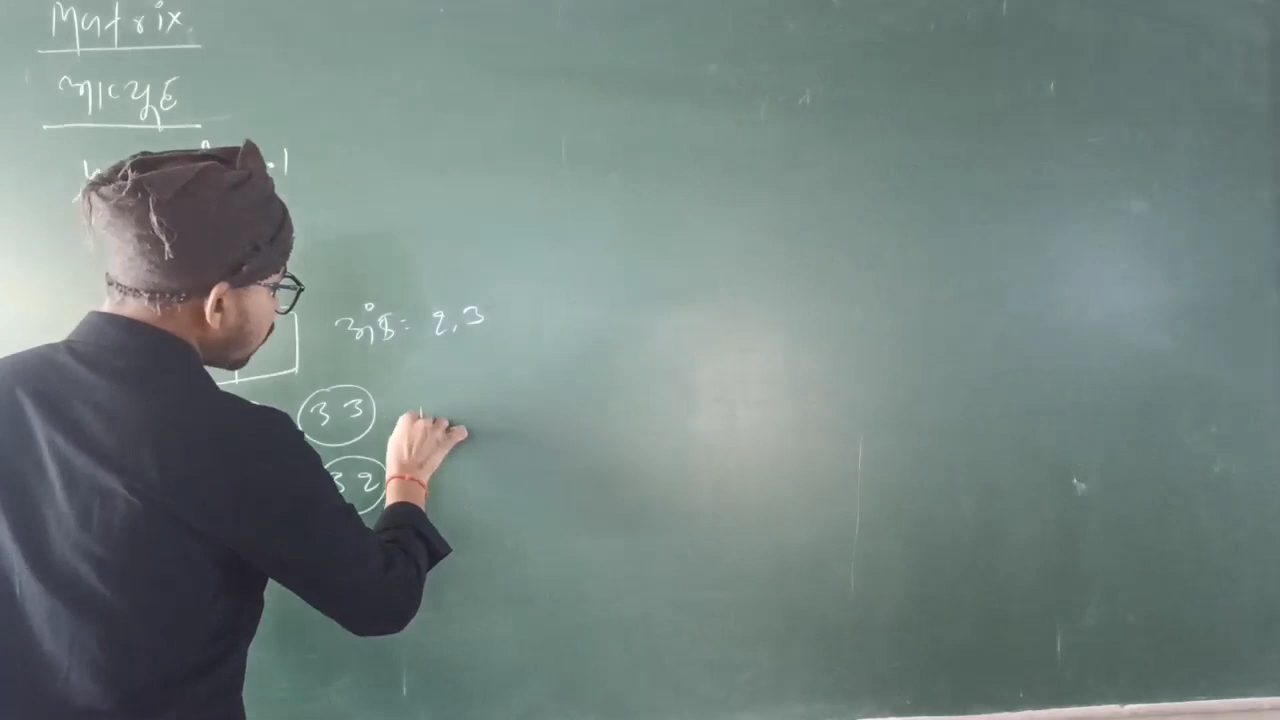 Matrix
आव्यूह
अंक = 2, 3
33
32